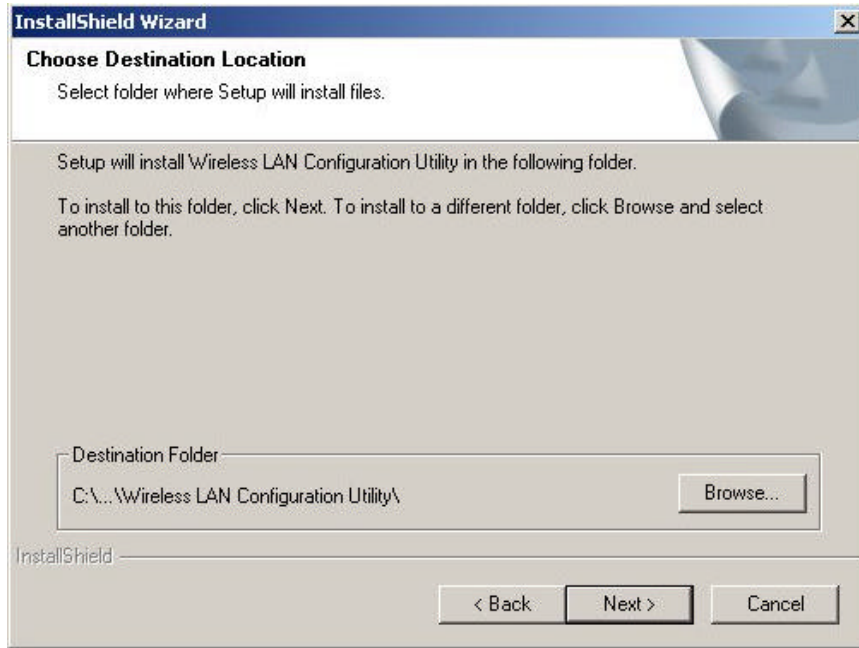 InstallShield Wizard
Choose Destination Location
Select folder where Setup will install files.
Setup will install Wireless LAN Configuration Utility in the following folder.
To install to this folder, click Next. To install to a different folder, click Browse and select
another folder.
Destination Folder
C:\...\Wireless LAN Configuration Utility\
Browse...
InstallShield
< Back
Next >
Cancel